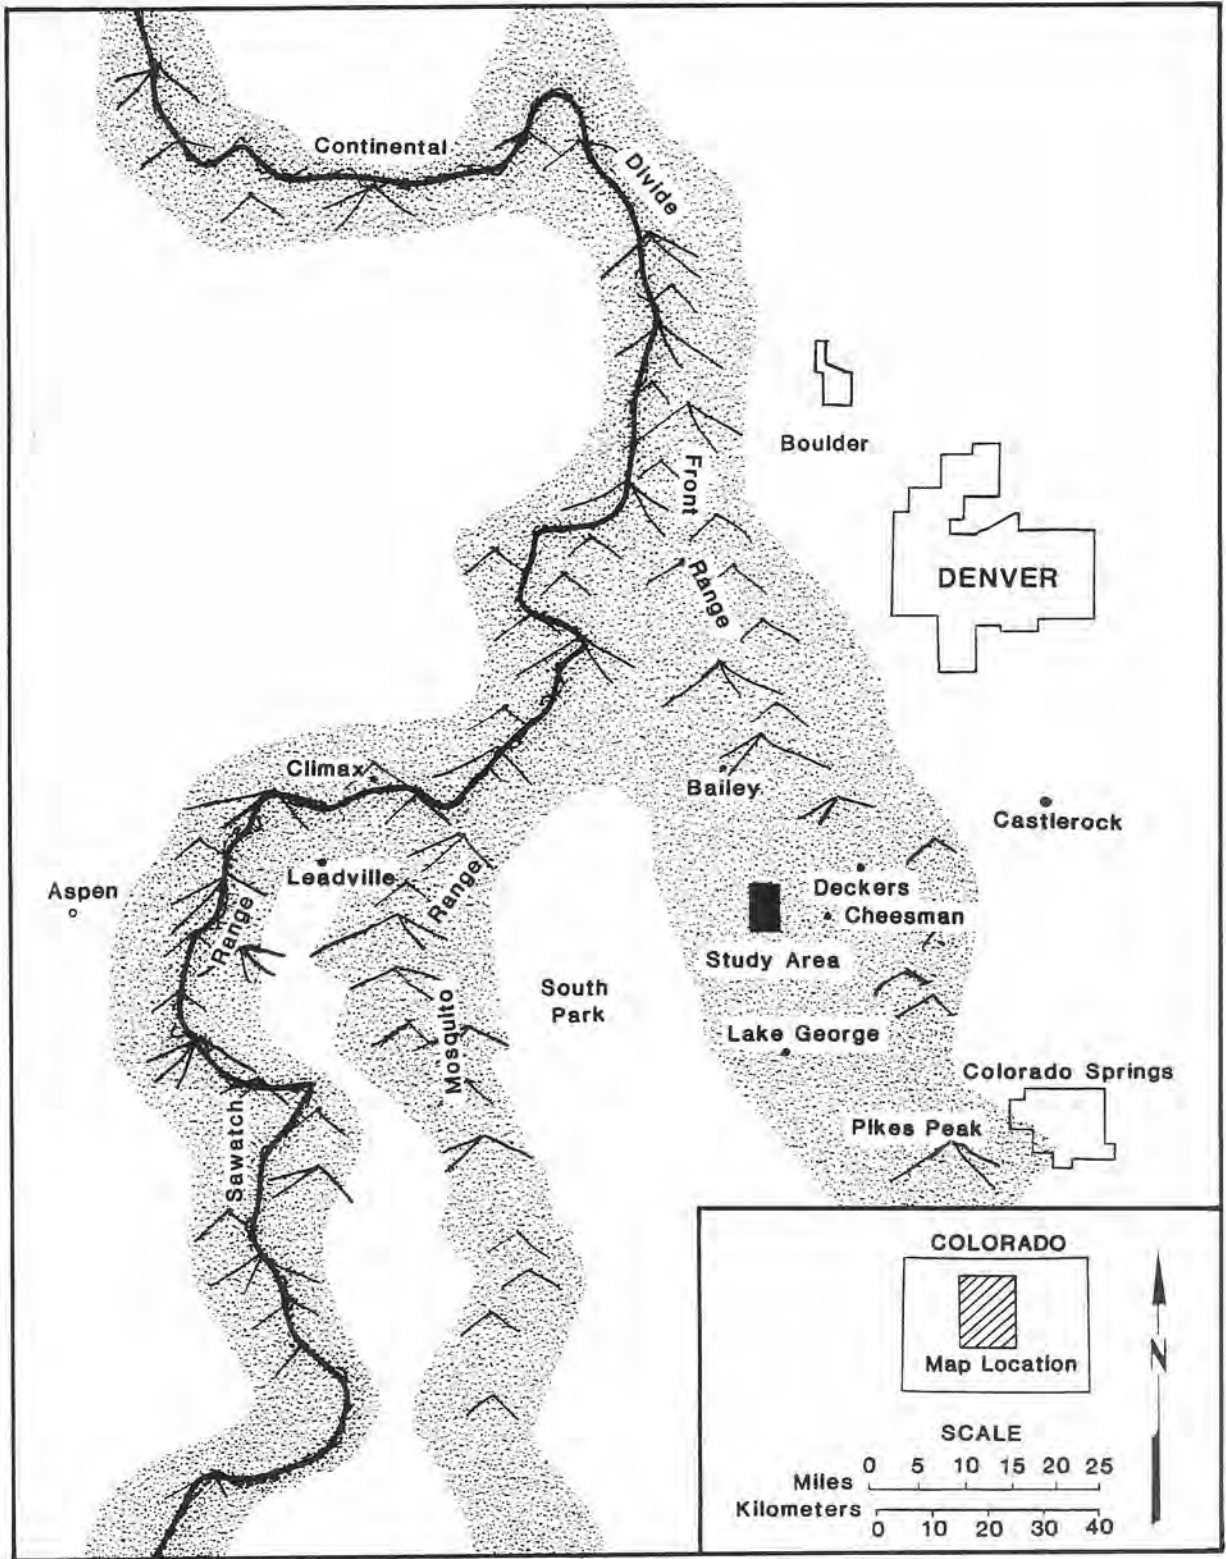 Continental
Divide
Boulder
Front
Range
DENVER
Climax
Bailey
Castlerock
Leadville
Range
Aspen
Deckers
Cheesman
Range
Study Area
South
Park
Mosquito
Lake George
Colorado Springs
Pikes Peak
Sawatch
COLORADO
Map Location
N
SCALE
0 5 10 15 20 25
Miles
Kilometers
0 10 20 30 40